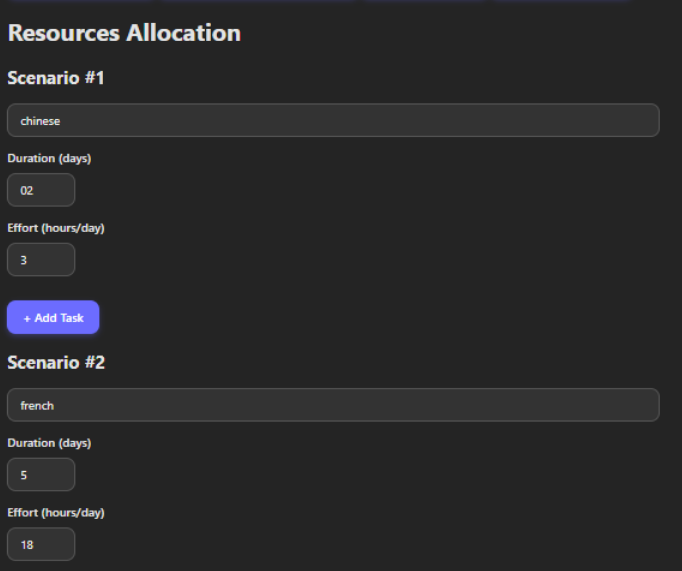 Resources Allocation
Scenario #1
chinese
Duration (days)
02
Effort (hours/day)
3
+ Add Task
Scenario #2
french
Duration (days)
5
Effort (hours/day)
18